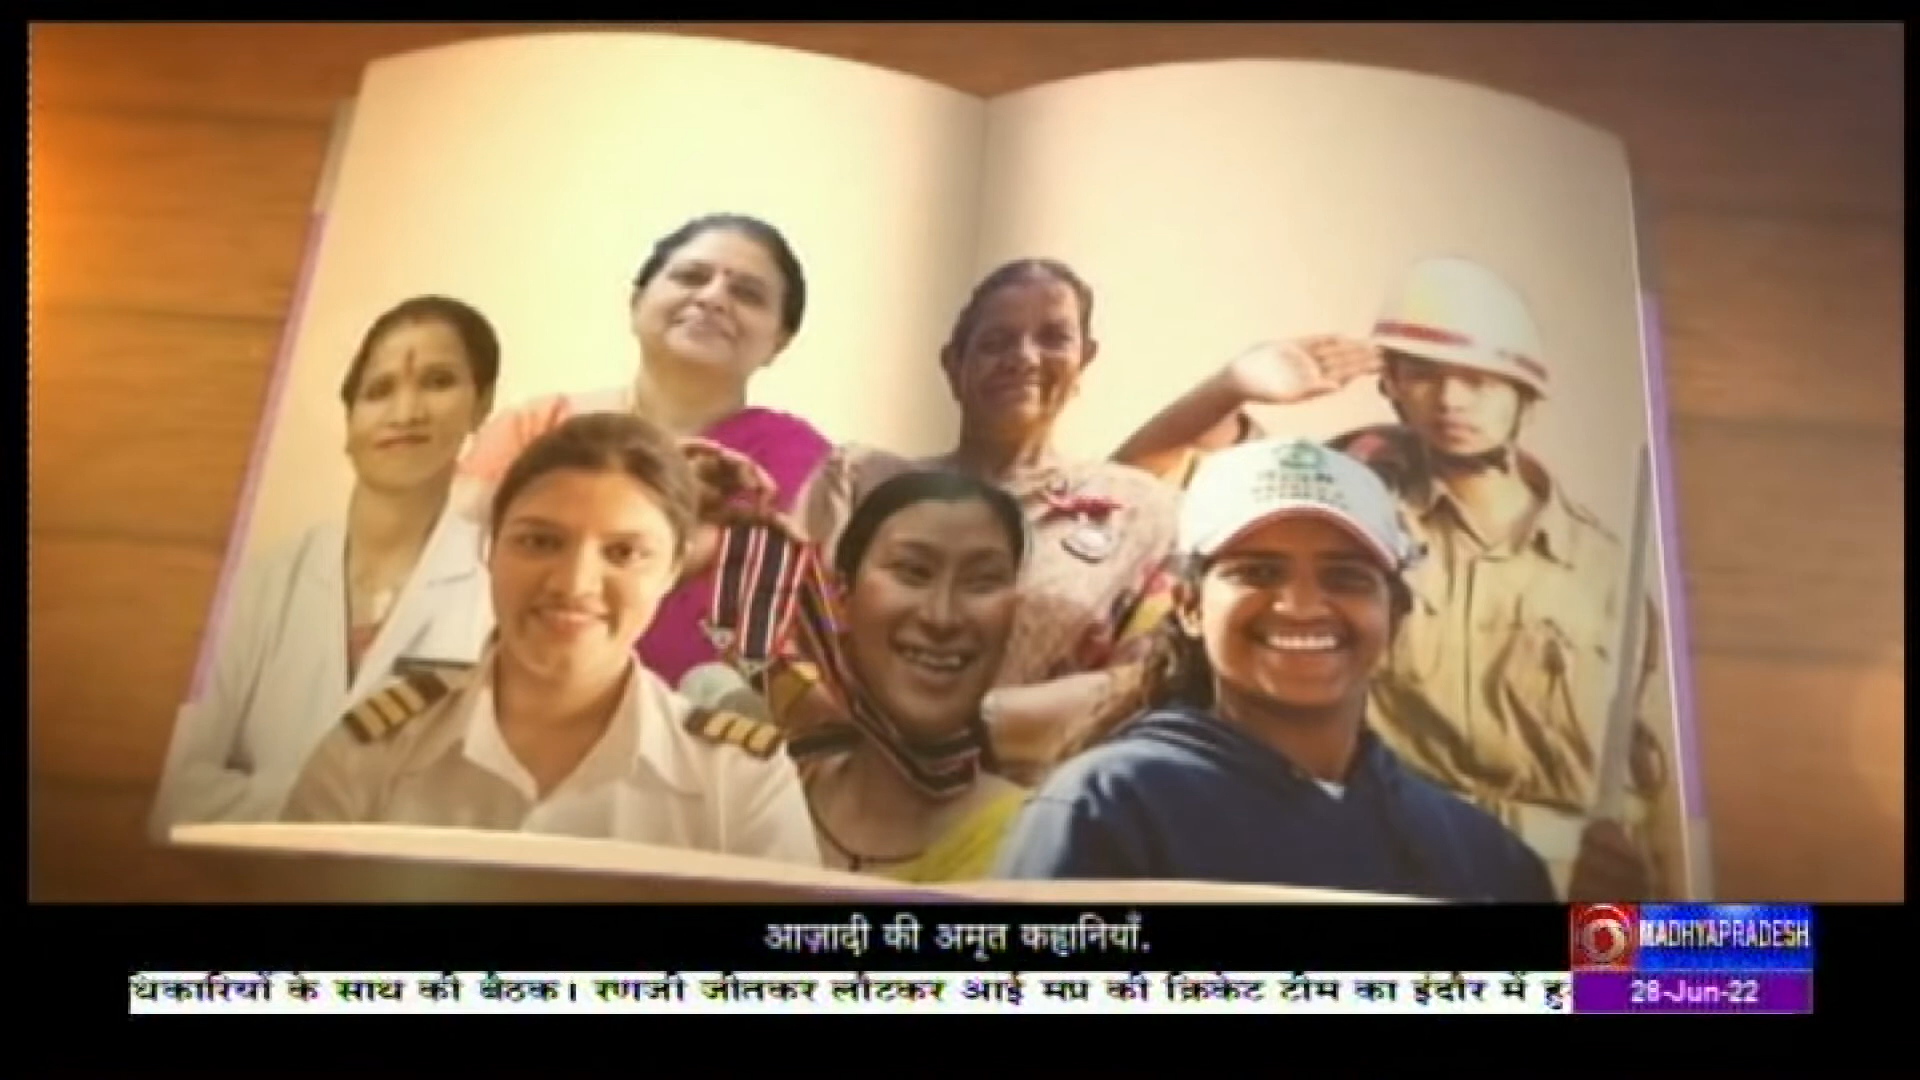 आज़ादी की अमृत कहानियाँ.
MADHYAPRADESH
धिकारियों के साथ की बैठक। रणजी जीतकर लौटकर आई मप्र की क्रिकेट टीम का इंदौर में
28-Jun-22